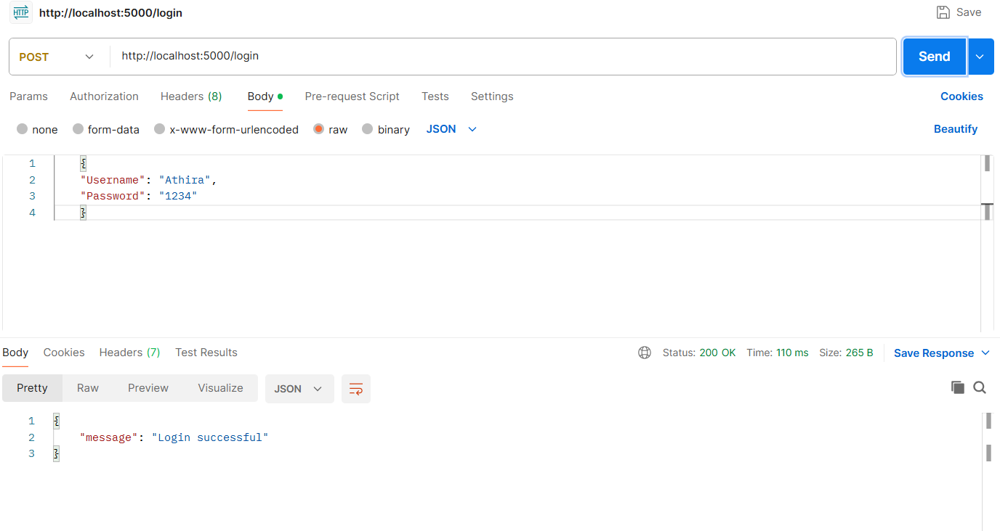 HTTP http://localhost:5000/login Save
POST http://localhost:5000/login Send
Params Authorization Headers (8) Body Pre-request Script Tests Settings Cookies
none form-data x-www-form-urlencoded raw binary JSON Beautify
1 {
2 "Username": "Athira",
3 "Password": "1234"
4 }
Body Cookies Headers (7) Test Results Status: 200 OK Time: 110 ms Size: 265 B Save Response
Pretty Raw Preview Visualize JSON
1 {
2 "message": "Login successful"
3 }